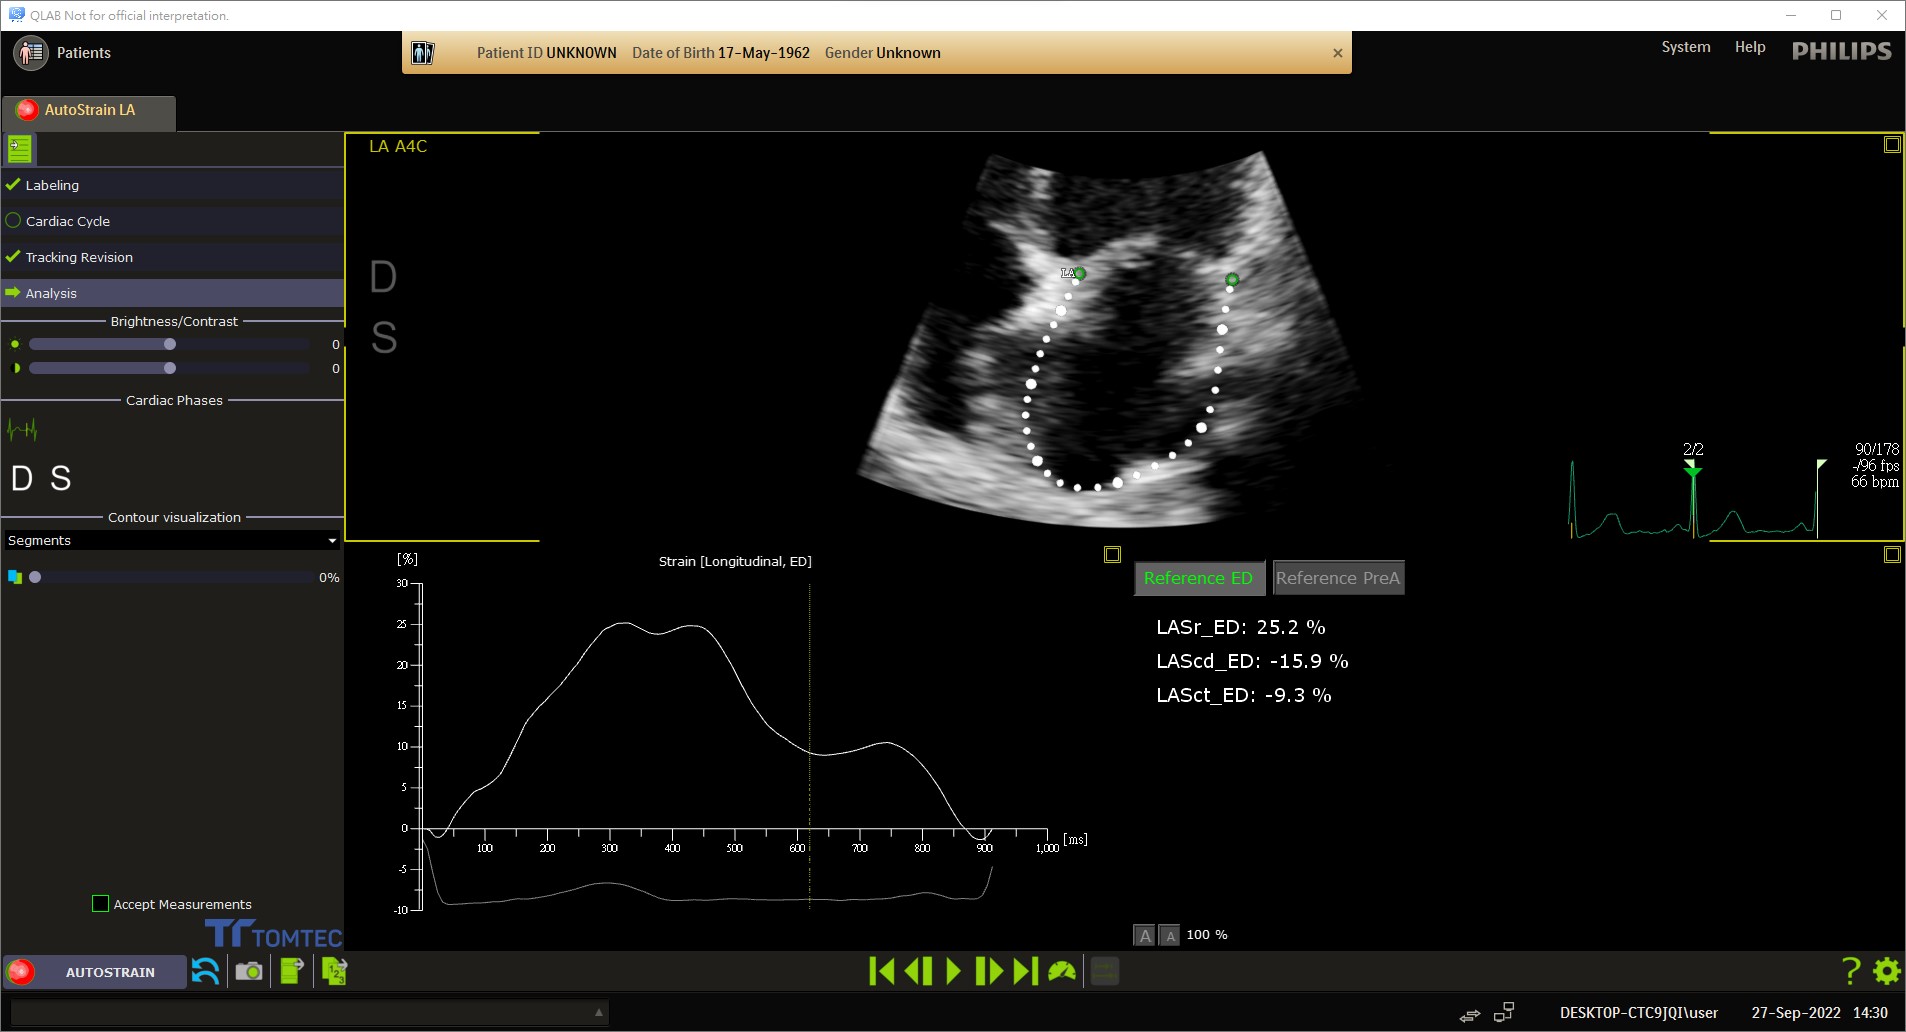 QLAB Not for official interpretation.
Patients
Patient ID UNKNOWN Date of Birth 17-May-1962 Gender Unknown
System Help PHILIPS
AutoStrain LA
Labeling
Cardiac Cycle
Tracking Revision
Analysis
Brightness/Contrast
0
0
Cardiac Phases
D S
Contour visualization
Segments
0%
Accept Measurements
TOMTEC
LA A4C
D
S
LA
2/2
90/178
-/96 fps
66 bpm
[%]
Strain [Longitudinal, ED]
30
25
20
15
10
5
0
-5
-10
100 200 300 400 500 600 700 800 900 1,000 [ms]
Reference ED Reference PreA
LASr_ED: 25.2 %
LAScd_ED: -15.9 %
LASct_ED: -9.3 %
A A 100 %
AUTOSTRAIN
1 2 3
?
DESKTOP-CTC9JQI\user 27-Sep-2022 14:30